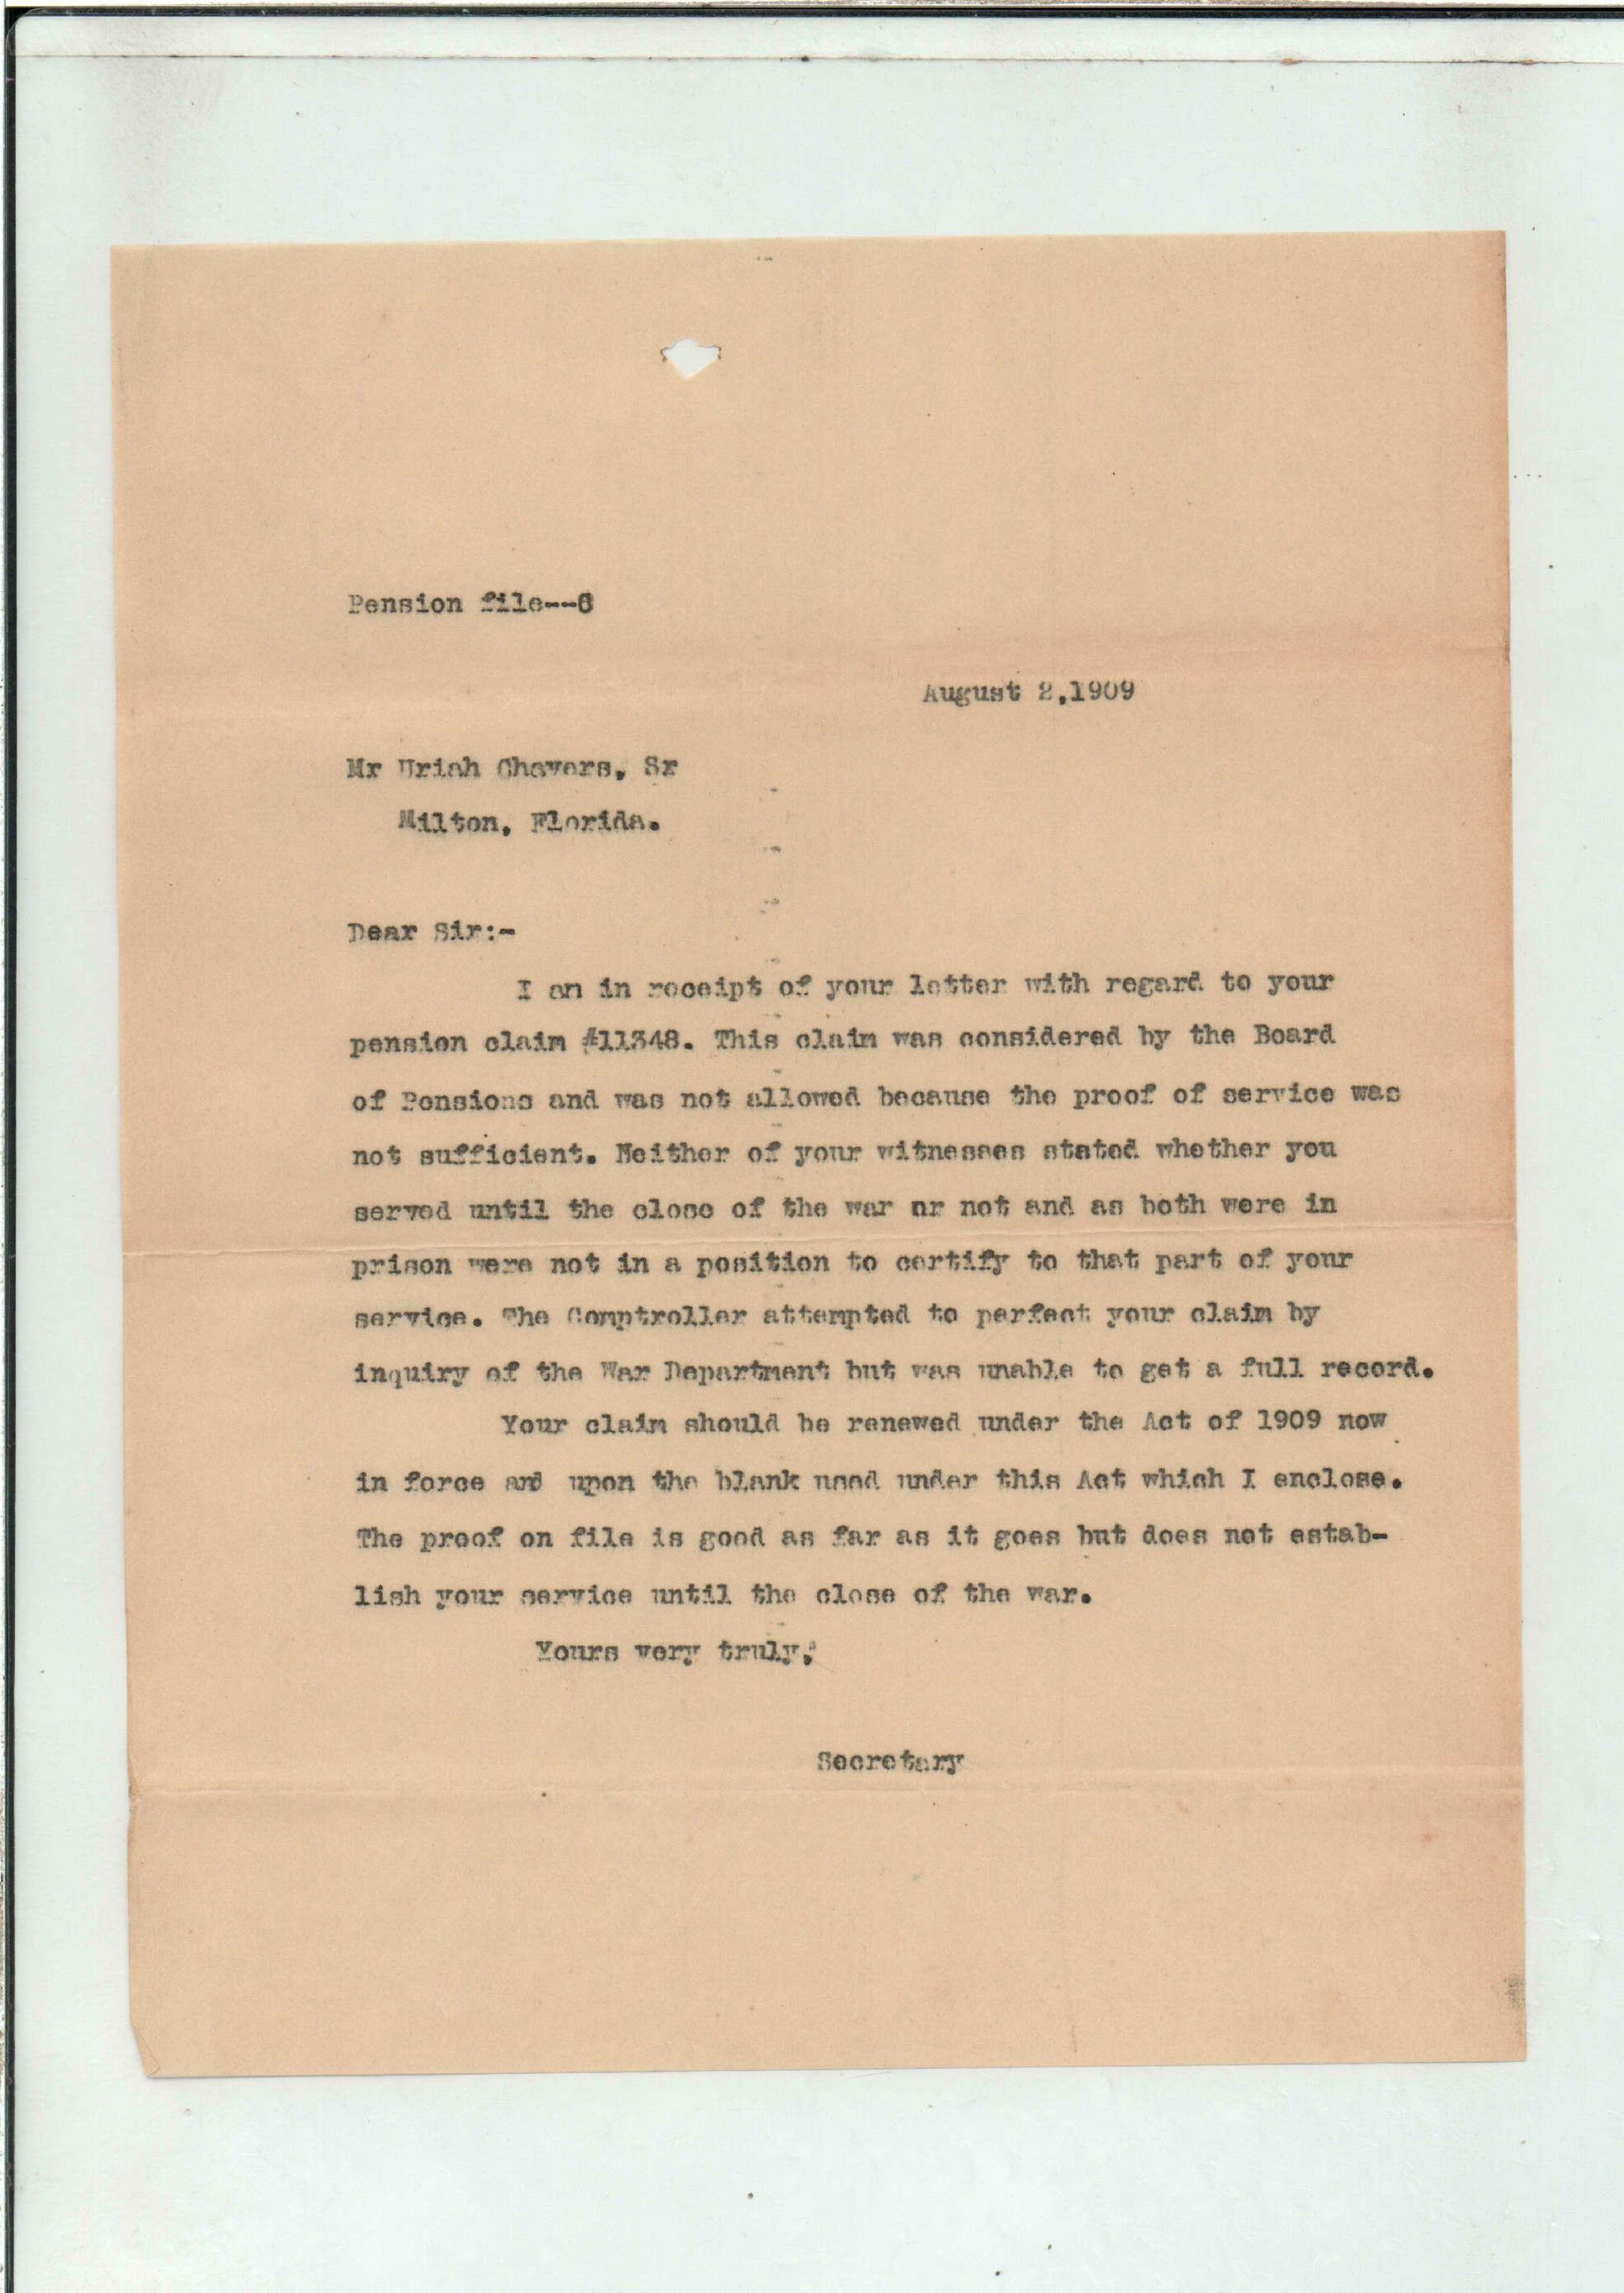 Pension file--6
August 2,1909
Mr Uriah Chavers, Sr
Milton, Florida.
Dear Sir:-
I am in receipt of your letter with regard to your
pension claim #11348. This claim was considered by the Board
of Pensions and was not allowed because the proof of service was
not sufficient. Neither of your witnesses stated whether you
served until the close of the war or not and as both were in
prison were not in a position to certify to that part of your
service. The Comptroller attempted to perfect your claim by
inquiry of the War Department but was unable to get a full record.
Your claim should be renewed under the Act of 1909 now
in force and upon the blank used under this Act which I enclose.
The proof on file is good as far as it goes but does not estab-
lish your service until the close of the war.
Yours very truly,
Secretary